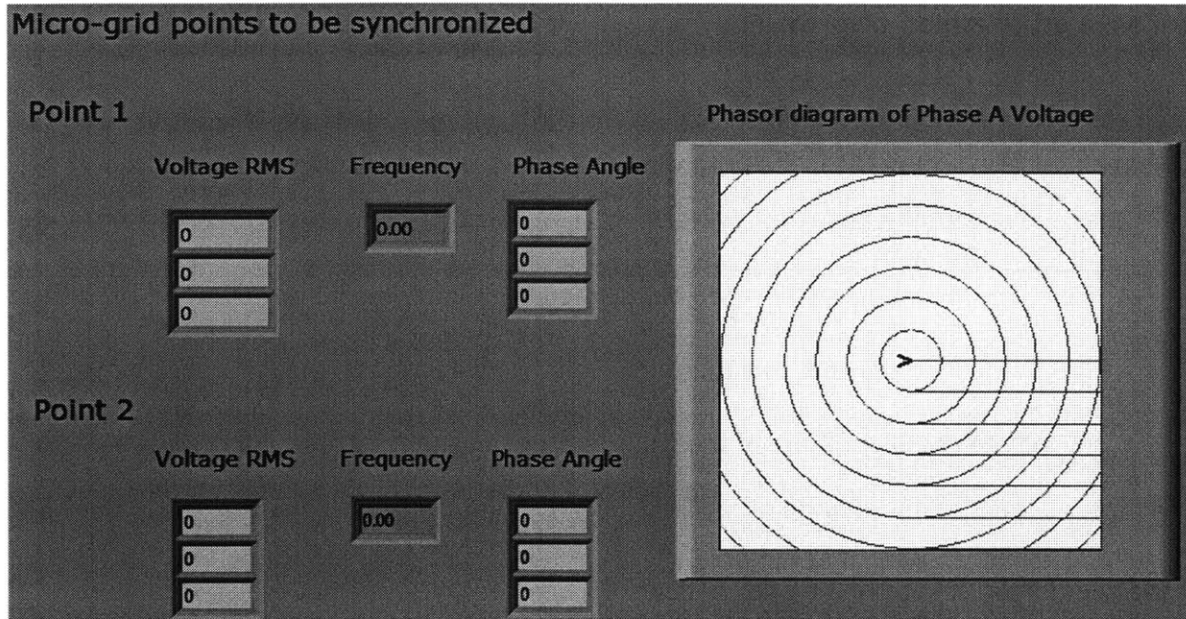 Micro-grid points to be synchronized
Point 1
Phasor diagram of Phase A Voltage
Voltage RMS Frequency Phase Angle
0 0.00 0
0 0
0 0
Point 2
Voltage RMS Frequency Phase Angle
0 0.00 0
0 0
0 0